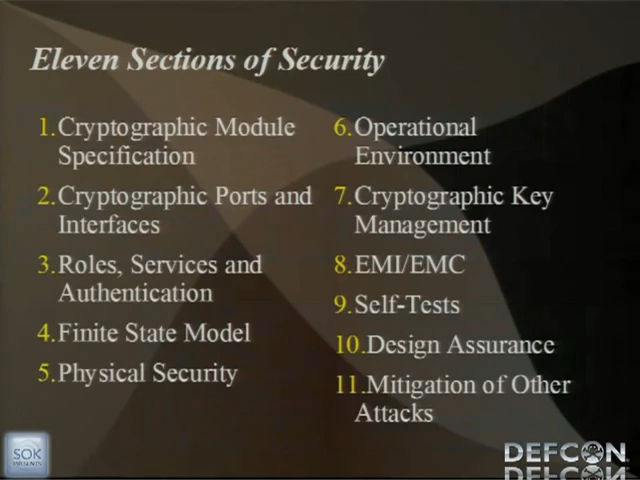 Eleven Sections of Security
1.Cryptographic Module
Specification
2.Cryptographic Ports and
Interfaces
3.Roles, Services and
Authentication
4.Finite State Model
5.Physical Security
6.Operational
Environment
7.Cryptographic Key
Management
8.EMI/EMC
9.Self-Tests
10.Design Assurance
11.Mitigation of Other
Attacks
SOK
PRESENTS
DEFCON